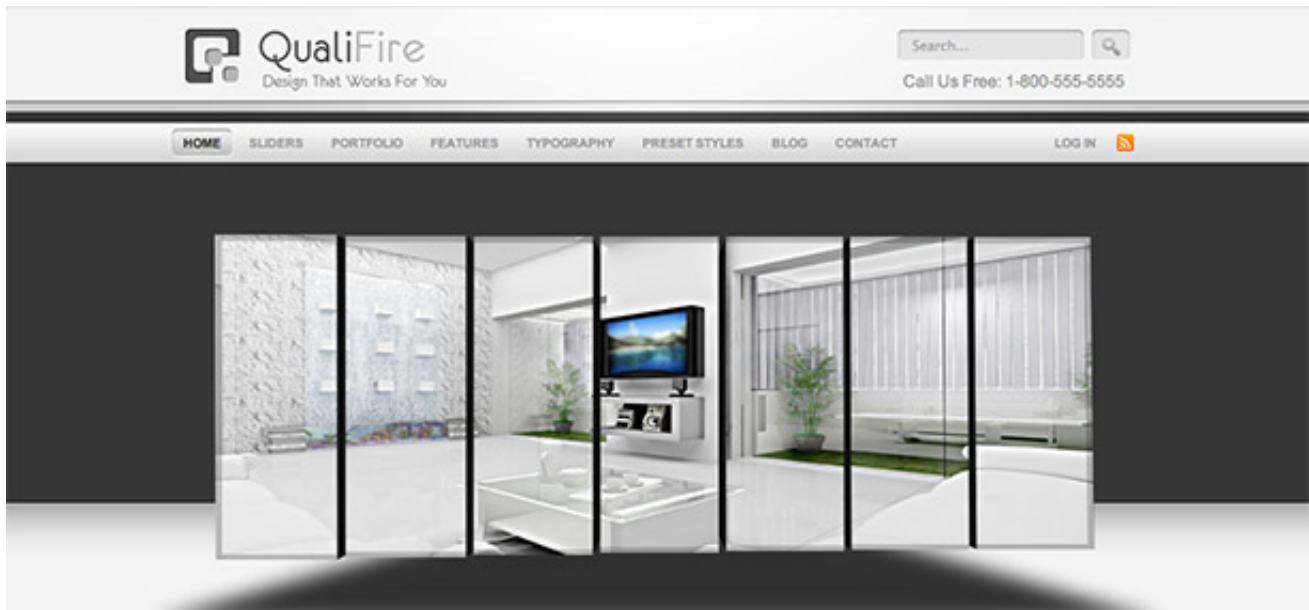 QualiFire
Design That Works For You
Search...
Call Us Free: 1-800-555-5555
HOME SLIDERS PORTFOLIO FEATURES TYPOGRAPHY PRESET STYLES BLOG CONTACT LOG IN